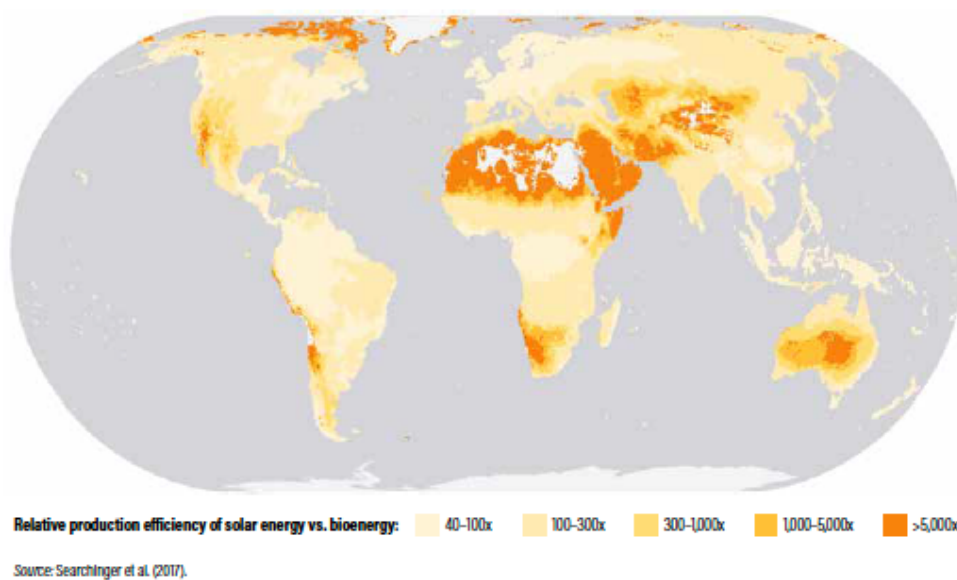 Relative production efficiency of solar energy vs. bioenergy: 40–100x 100–300x 300–1,000x 1,000–5,000x >5,000x
Source: Searchinger et al. (2017).